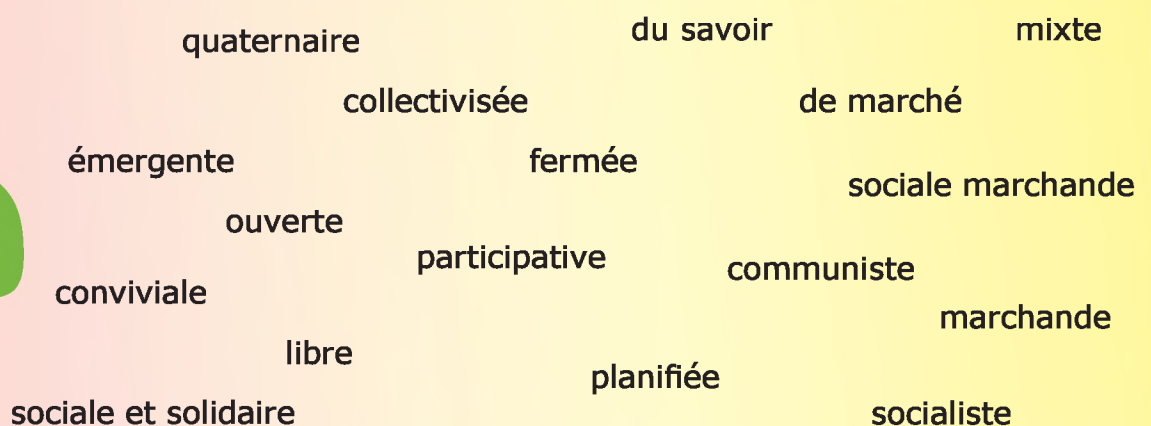 quaternaire
du savoir
mixte
collectivisée
de marché
émergente
fermée
sociale marchande
ouverte
participative
communiste
conviviale
marchande
libre
planifiée
sociale et solidaire
socialiste